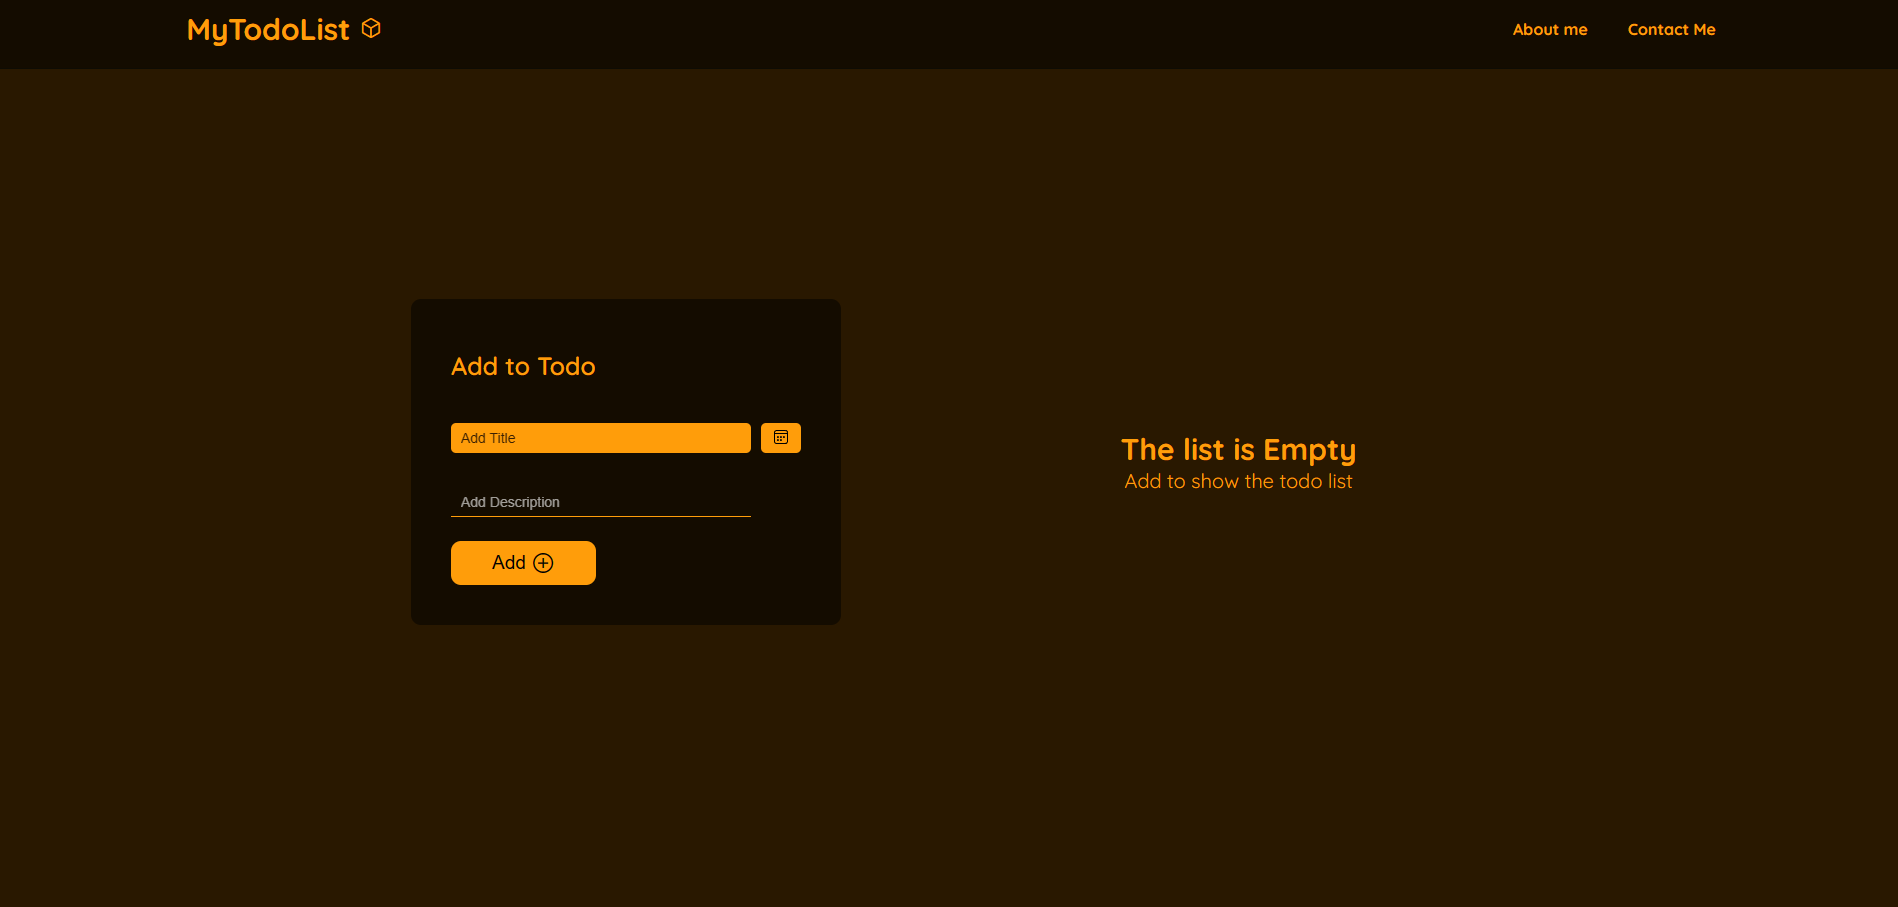 MyTodoList
About me
Contact Me
Add to Todo
Add Title
Add Description
Add
The list is Empty
Add to show the todo list